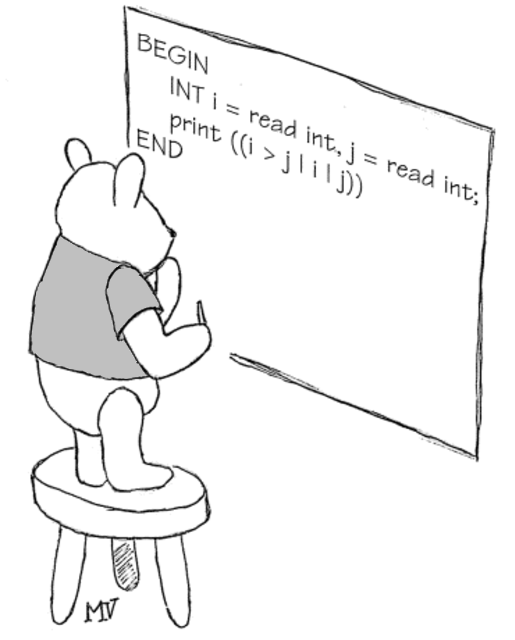 BEGIN
INT i = read int, j = read int;
print ((i > j | i | j))
END
MV